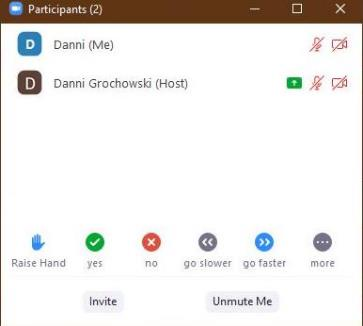 Participants (2)
D Danni (Me)
D Danni Grochowski (Host)
Raise Hand yes no go slower go faster more
Invite Unmute Me